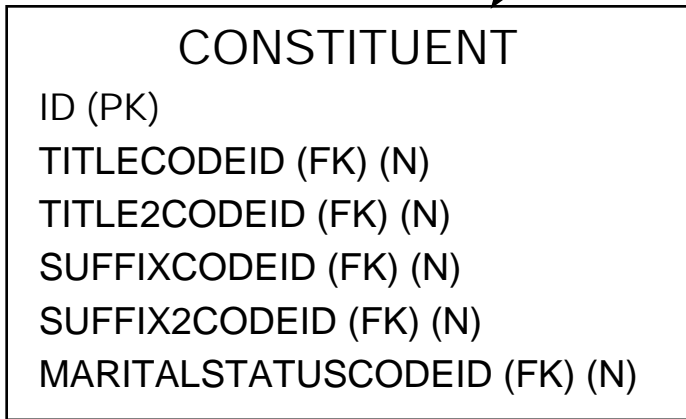 CONSTITUENT
ID (PK)
TITLECODEID (FK) (N)
TITLE2CODEID (FK) (N)
SUFFIXCODEID (FK) (N)
SUFFIX2CODEID (FK) (N)
MARITALSTATUSCODEID (FK) (N)